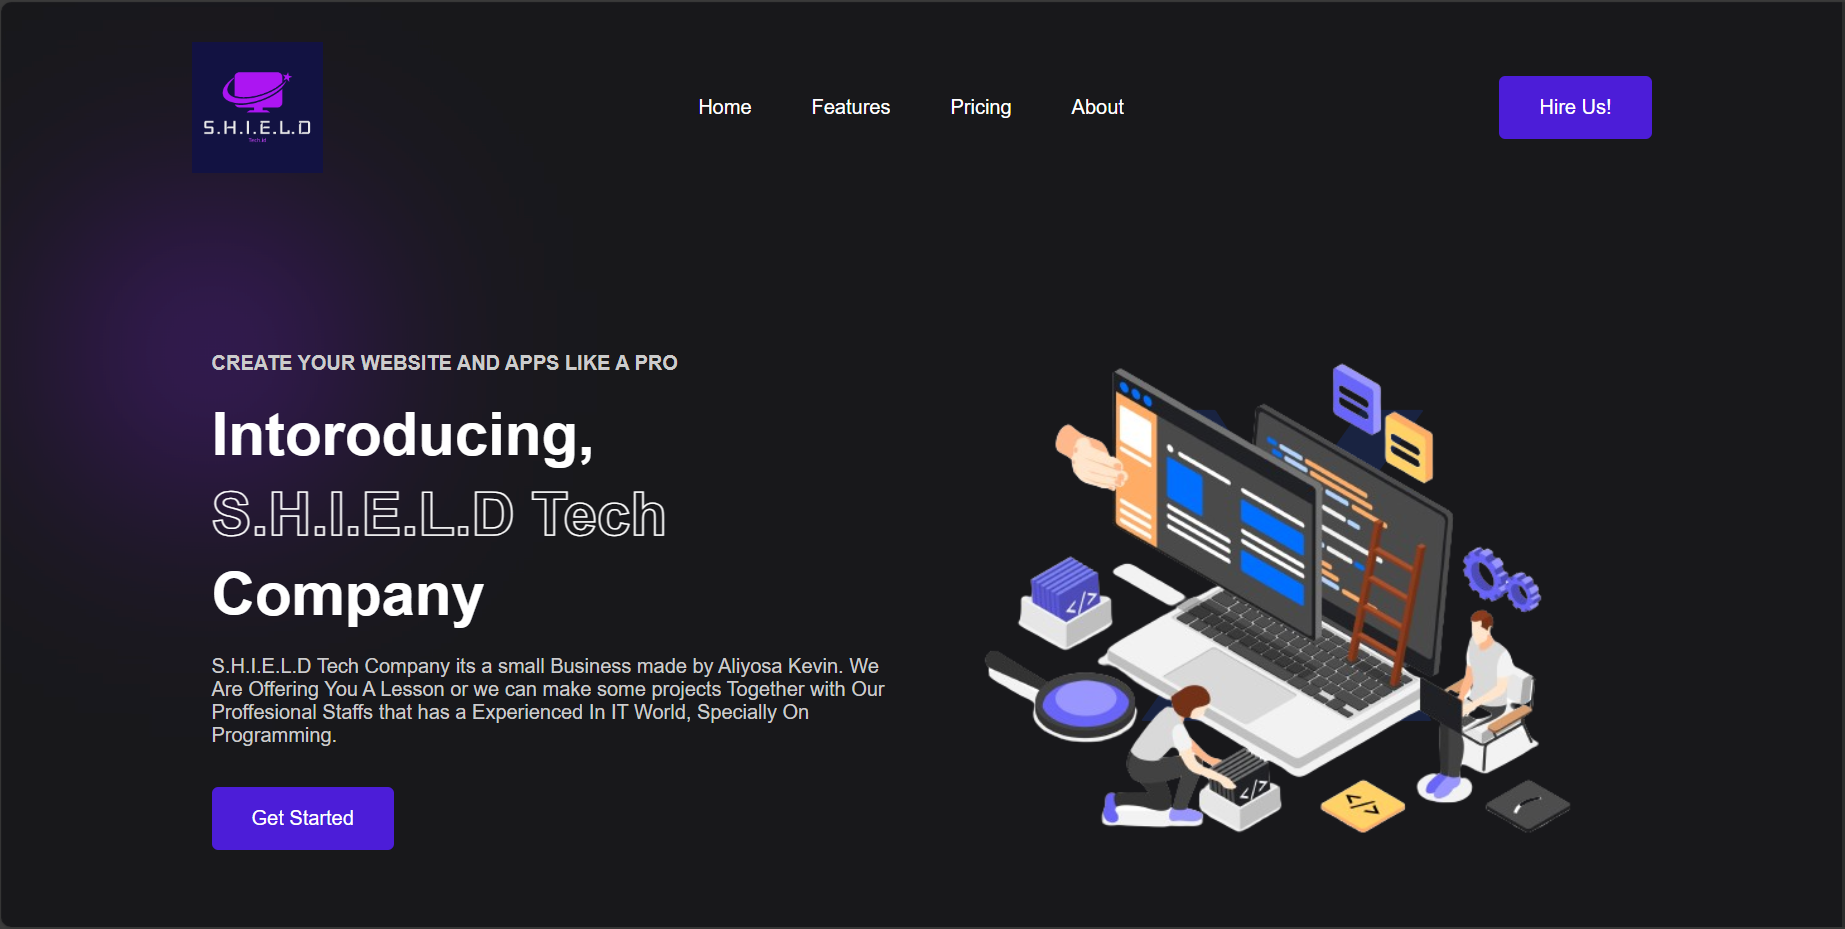 S.H.I.E.L.D
Tech.Id
Home Features Pricing About
Hire Us!
CREATE YOUR WEBSITE AND APPS LIKE A PRO
Intoroducing,
S.H.I.E.L.D Tech
Company
S.H.I.E.L.D Tech Company its a small Business made by Aliyosa Kevin. We
Are Offering You A Lesson or we can make some projects Together with Our
Proffesional Staffs that has a Experienced In IT World, Specially On
Programming.
Get Started